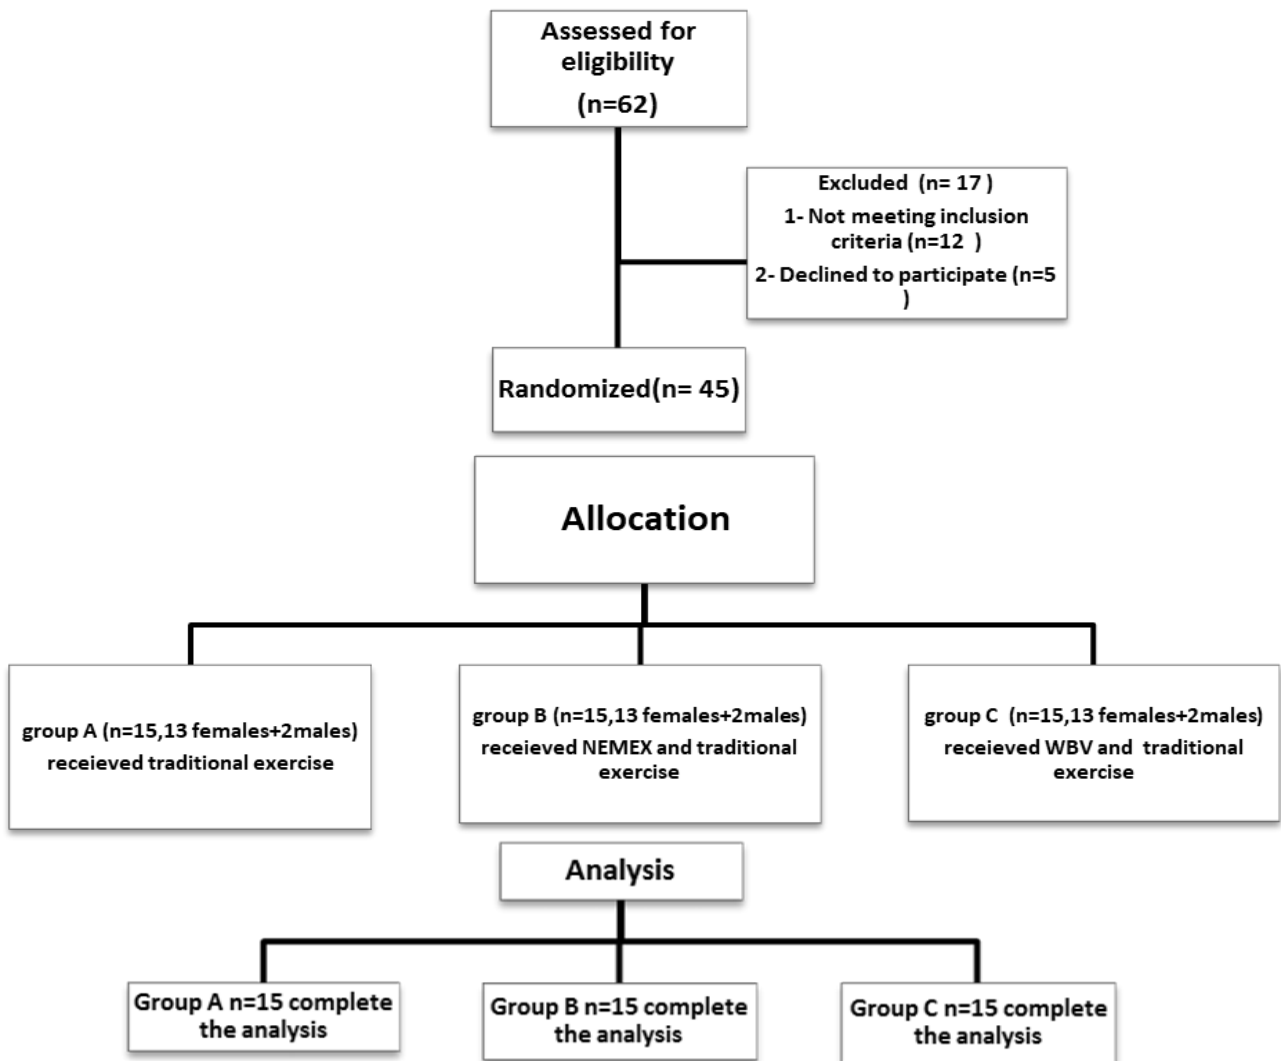 Assessed for
eligibility
(n=62)
Excluded (n= 17 )
1- Not meeting inclusion
criteria (n=12 )
2- Declined to participate (n=5
)
Randomized(n= 45)
Allocation
group A (n=15,13 females+2males)
receieved traditional exercise
group B (n=15,13 females+2males)
receieved NEMEX and traditional
exercise
group C (n=15,13 females+2males)
receieved WBV and traditional
exercise
Analysis
Group A n=15 complete
the analysis
Group B n=15 complete
the analysis
Group C n=15 complete
the analysis